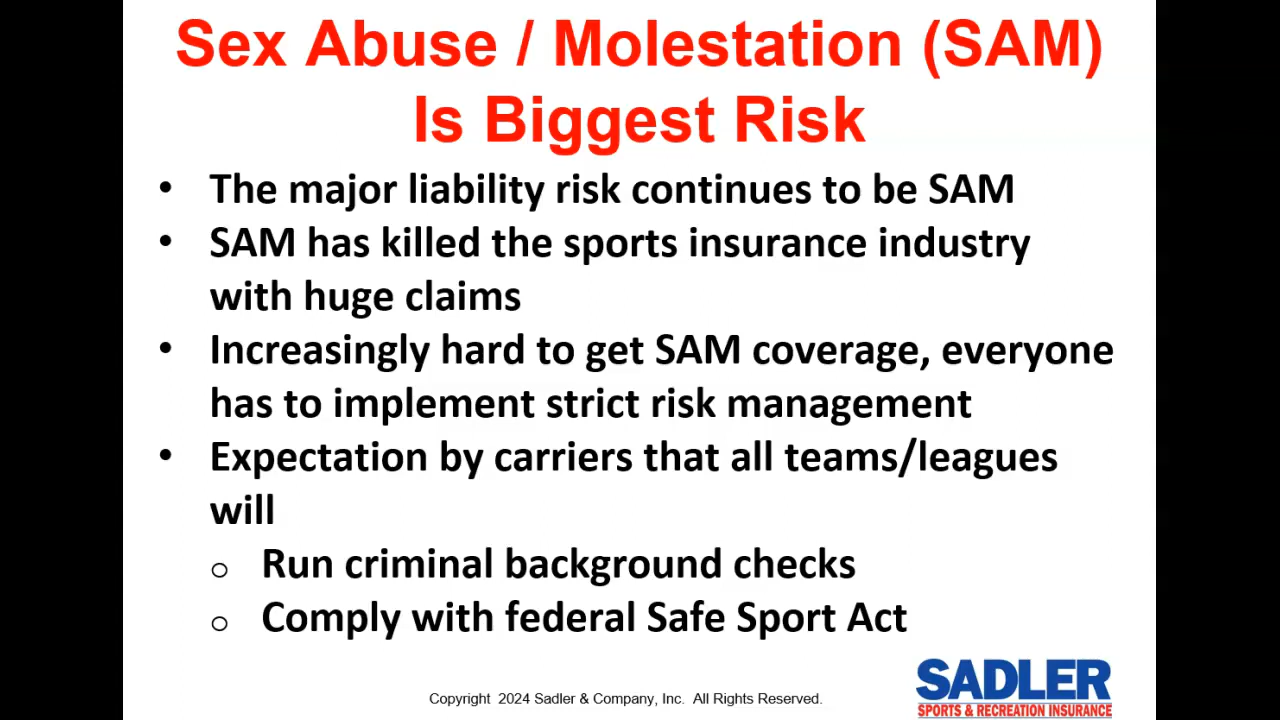 Sex Abuse / Molestation (SAM)
Is Biggest Risk
• The major liability risk continues to be SAM
• SAM has killed the sports insurance industry
with huge claims
• Increasingly hard to get SAM coverage, everyone
has to implement strict risk management
• Expectation by carriers that all teams/leagues
will
o Run criminal background checks
o Comply with federal Safe Sport Act
Copyright 2024 Sadler & Company, Inc. All Rights Reserved.
SADLER
SPORTS & RECREATION INSURANCE